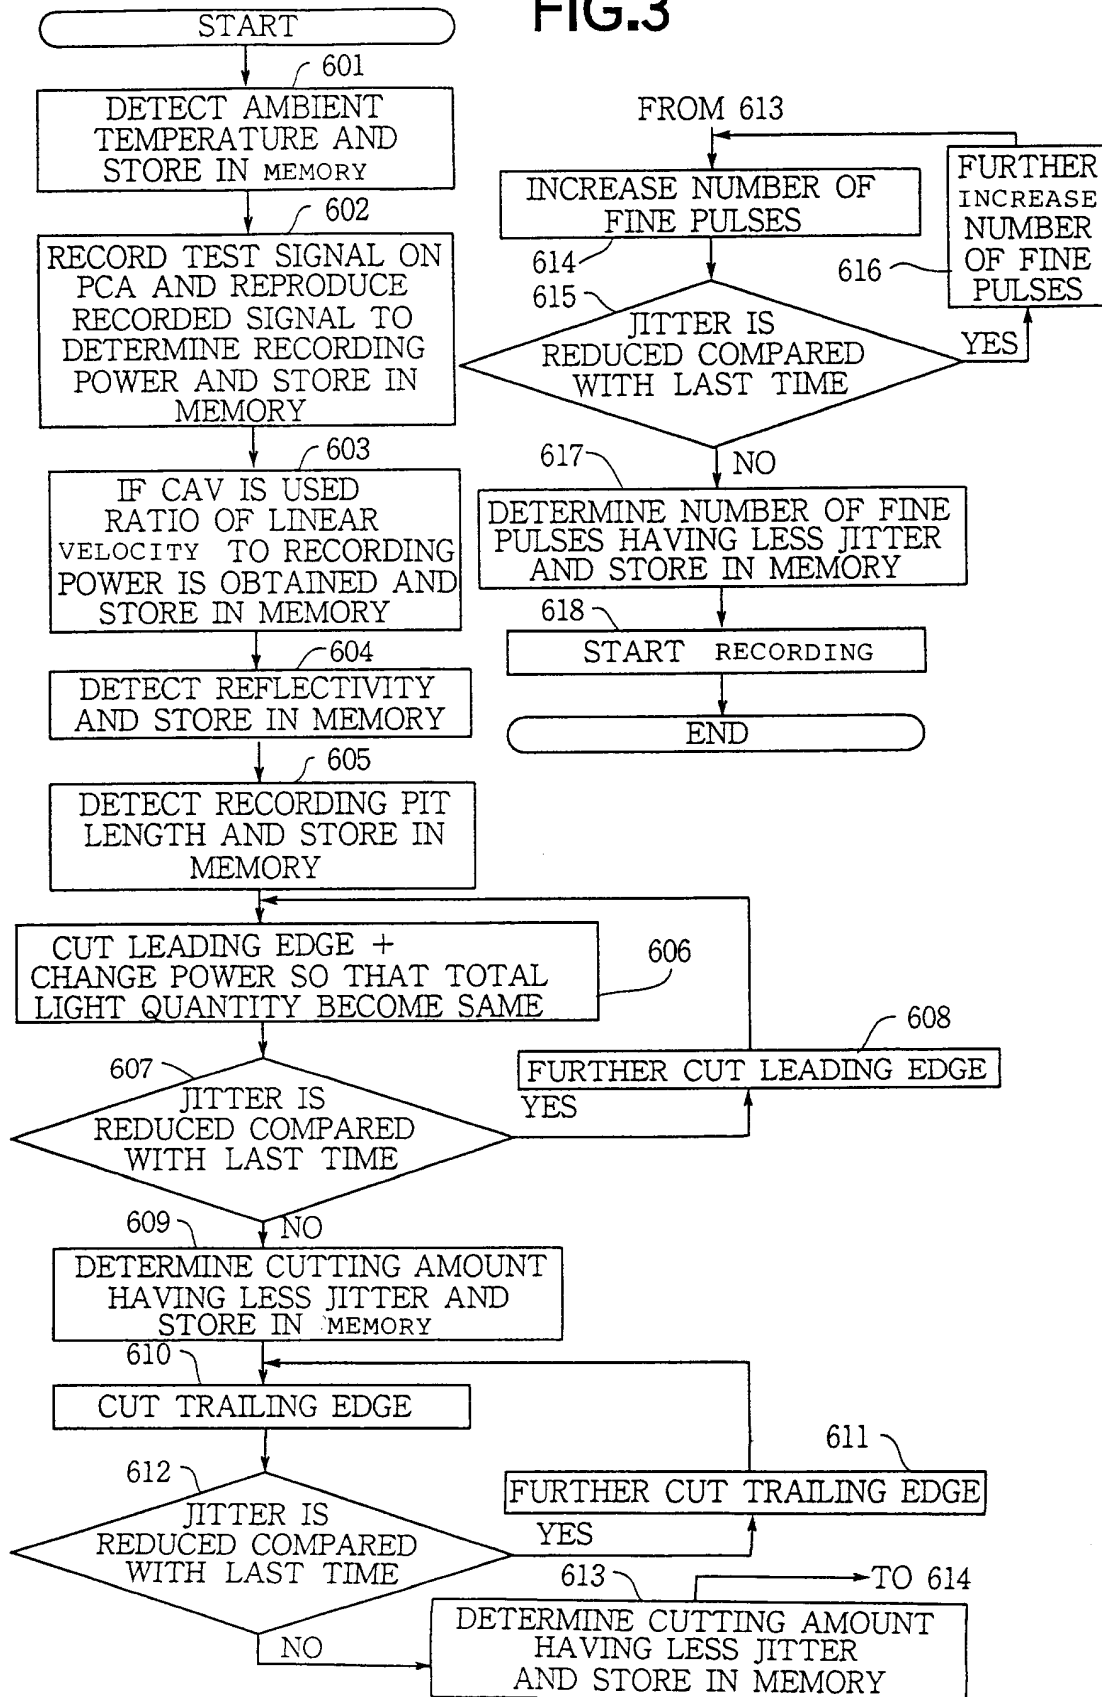 FIG.3
START
601
DETECT AMBIENT
TEMPERATURE AND
STORE IN MEMORY
602
RECORD TEST SIGNAL ON
PCA AND REPRODUCE
RECORDED SIGNAL TO
DETERMINE RECORDING
POWER AND STORE IN
MEMORY
603
IF CAV IS USED
RATIO OF LINEAR
VELOCITY TO RECORDING
POWER IS OBTAINED AND
STORE IN MEMORY
604
DETECT REFLECTIVITY
AND STORE IN MEMORY
605
DETECT RECORDING PIT
LENGTH AND STORE IN
MEMORY
CUT LEADING EDGE +
CHANGE POWER SO THAT TOTAL
LIGHT QUANTITY BECOME SAME
606
607
JITTER IS
REDUCED COMPARED
WITH LAST TIME
YES
608
FURTHER CUT LEADING EDGE
NO
609
DETERMINE CUTTING AMOUNT
HAVING LESS JITTER AND
STORE IN MEMORY
610
CUT TRAILING EDGE
612
JITTER IS
REDUCED COMPARED
WITH LAST TIME
YES
611
FURTHER CUT TRAILING EDGE
NO
613
TO 614
DETERMINE CUTTING AMOUNT
HAVING LESS JITTER
AND STORE IN MEMORY
FROM 613
INCREASE NUMBER OF
FINE PULSES
614
615
JITTER IS
REDUCED COMPARED
WITH LAST TIME
YES
616
FURTHER
INCREASE
NUMBER
OF FINE
PULSES
NO
617
DETERMINE NUMBER OF FINE
PULSES HAVING LESS JITTER
AND STORE IN MEMORY
618
START RECORDING
END